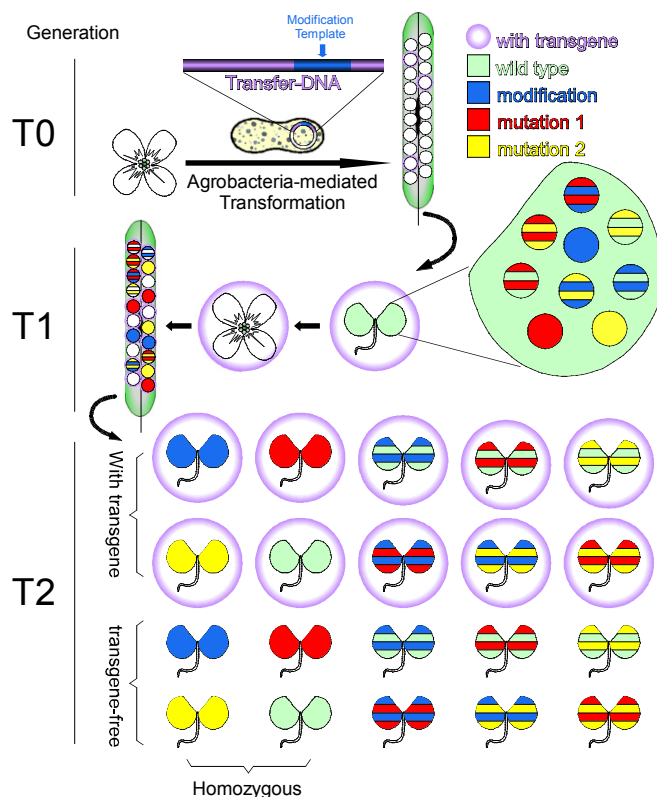 Generation
Modification
Template
Transfer-DNA
with transgene
wild type
modification
mutation 1
mutation 2
T0
Agrobacteria-mediated
Transformation
T1
T2
With transgene
transgene-free
Homozygous